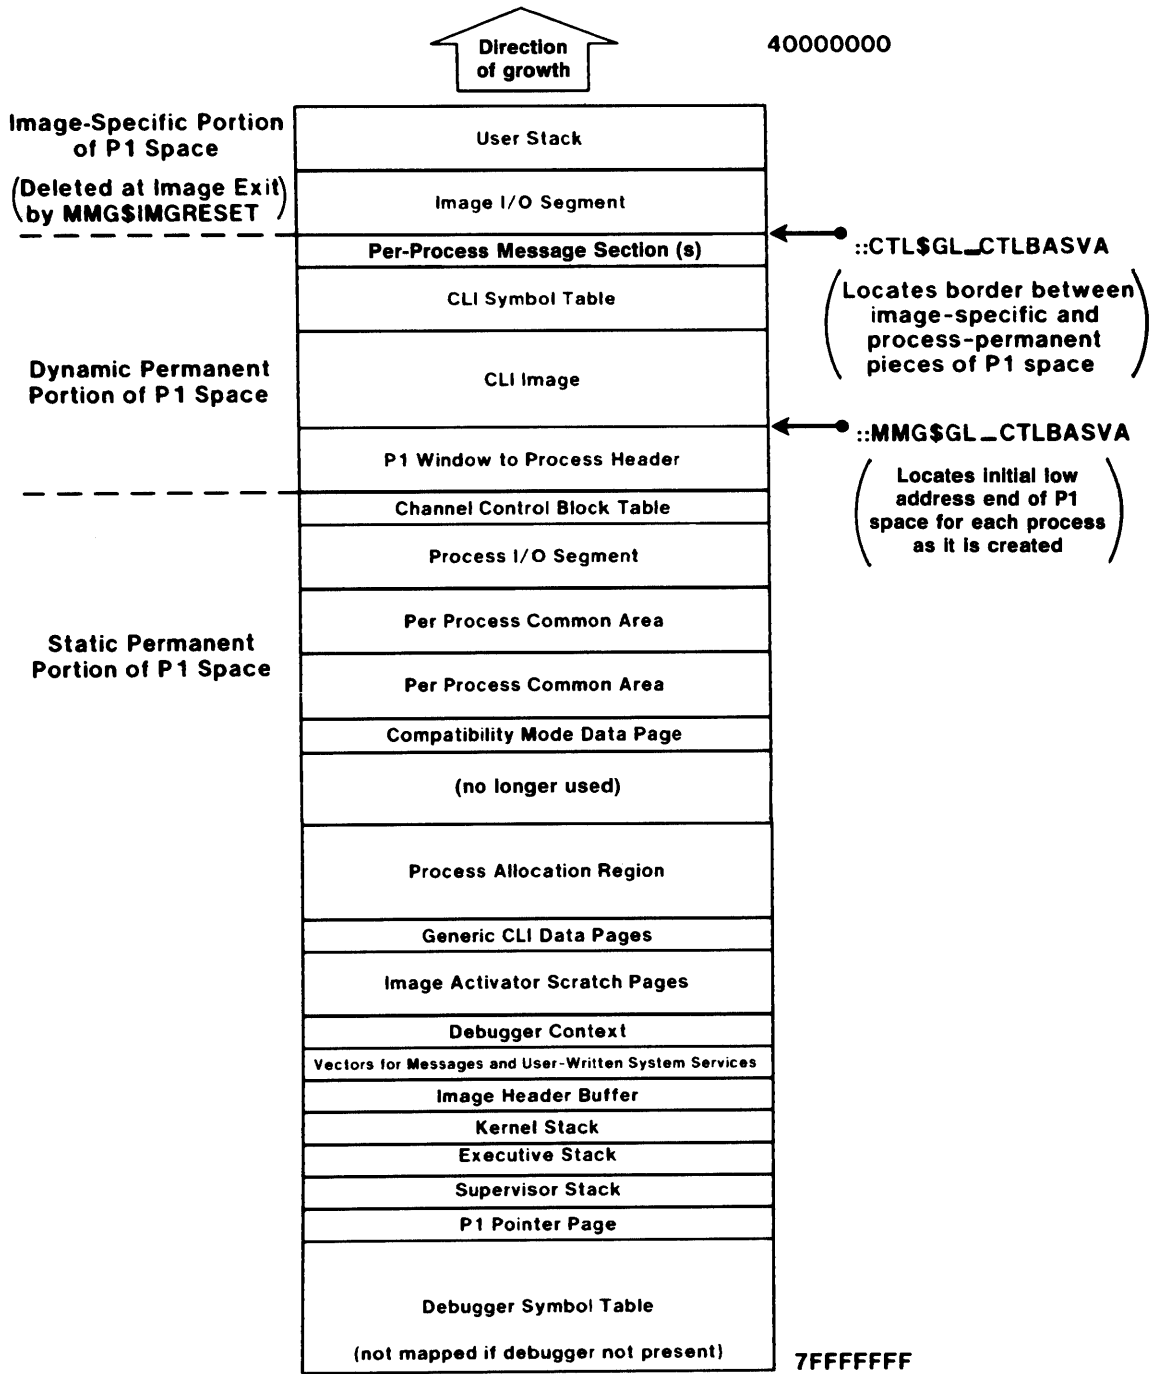 Direction
of growth
40000000
Image-Specific Portion
of P1 Space
(Deleted at Image Exit
by MMG$IMGRESET)
User Stack
Image I/O Segment
Per-Process Message Section (s)
CLI Symbol Table
::CTL$GL_CTLBASVA
(Locates border between
image-specific and
process-permanent
pieces of P1 space)
Dynamic Permanent
Portion of P1 Space
CLI Image
::MMG$GL_CTLBASVA
P1 Window to Process Header
(Locates initial low
address end of P1
space for each process
as it is created)
Channel Control Block Table
Process I/O Segment
Static Permanent
Portion of P1 Space
Per Process Common Area
Per Process Common Area
Compatibility Mode Data Page
(no longer used)
Process Allocation Region
Generic CLI Data Pages
Image Activator Scratch Pages
Debugger Context
Vectors for Messages and User-Written System Services
Image Header Buffer
Kernel Stack
Executive Stack
Supervisor Stack
P1 Pointer Page
Debugger Symbol Table
(not mapped if debugger not present)
7FFFFFFF